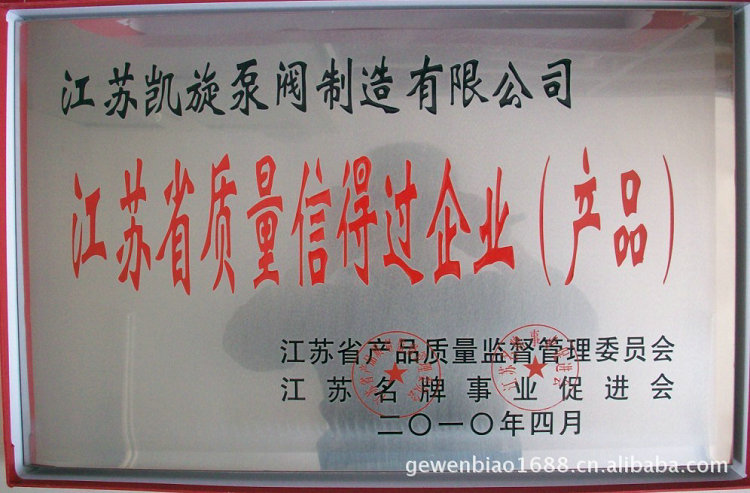 江苏凯旋泵阀制造有限公司
江苏省质量信得过企业（产品）
江苏省产品质量监督管理委员会
江苏名牌事业促进会
二〇一〇年四月
gewenbiao1688.cn.alibaba.com